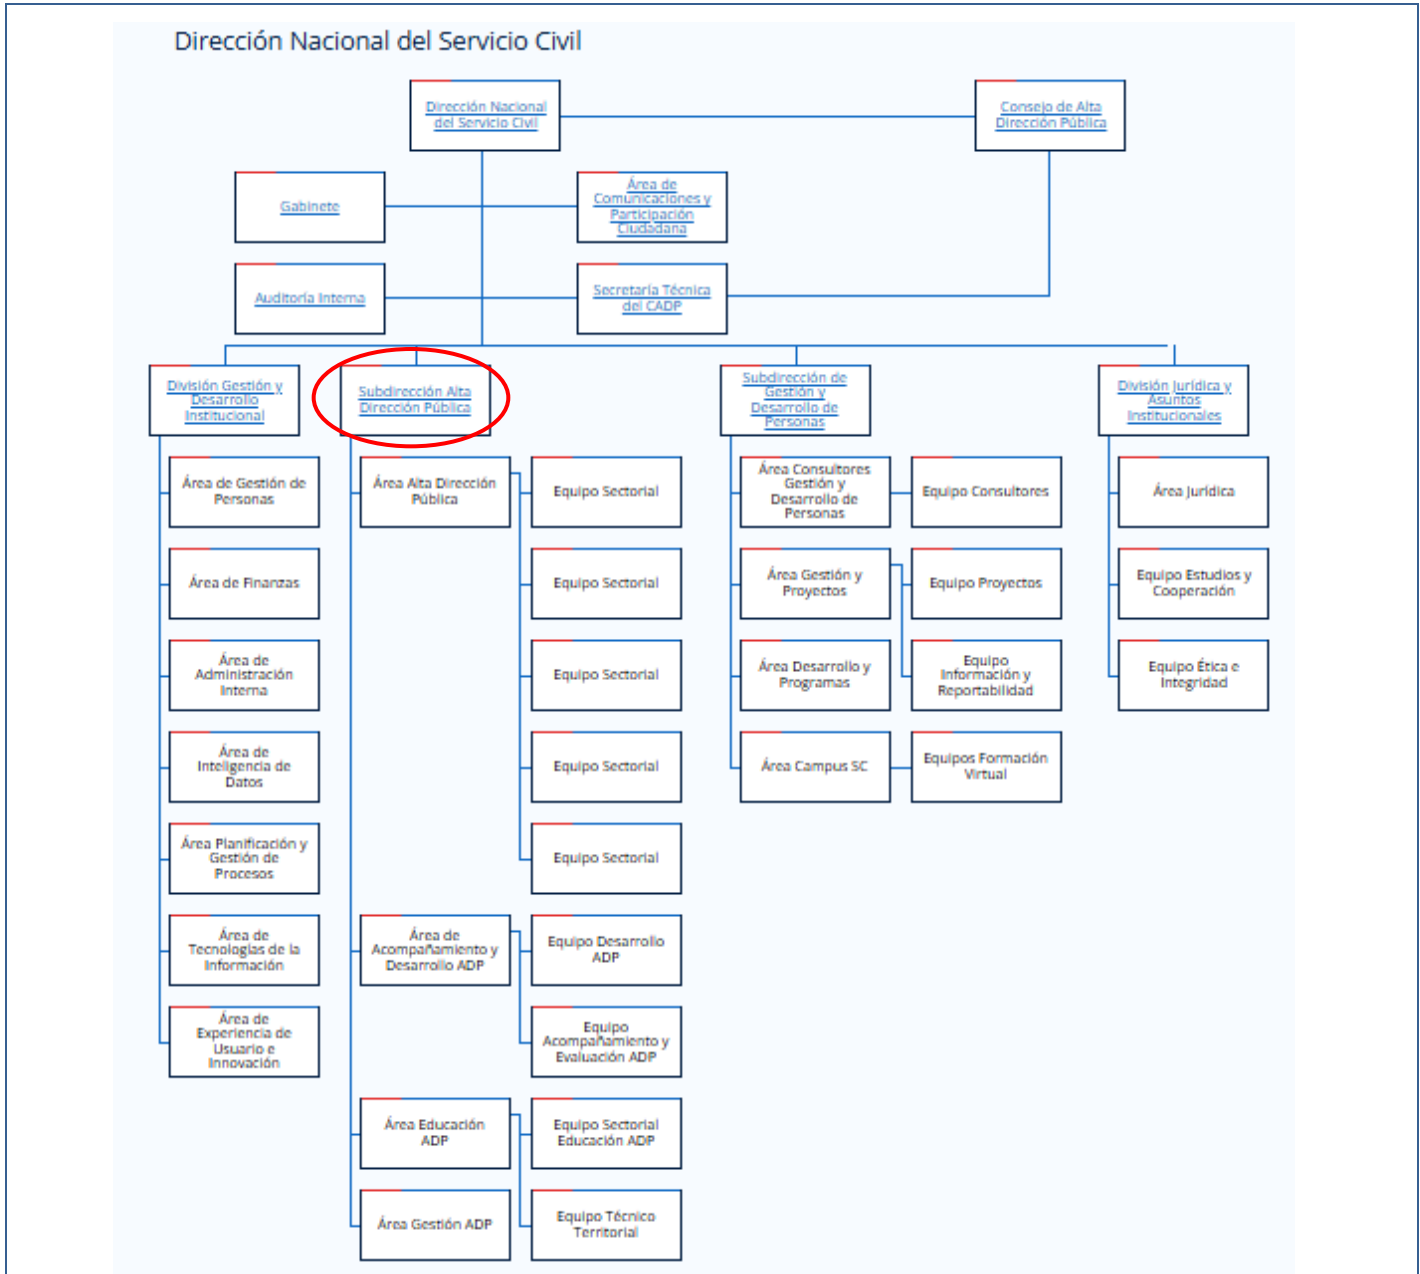 Dirección Nacional del Servicio Civil
Dirección Nacional
del Servicio Civil
Consejo de Alta
Dirección Pública
Gabinete
Área de
Comunicaciones y
Participación
Ciudadana
Auditoría Interna
Secretaría Técnica
del CADP
División Gestión y
Desarrollo
Institucional
Subdirección Alta
Dirección Pública
Subdirección de
Gestión y
Desarrollo de
Personas
División Jurídica y
Asuntos
Institucionales
Área de Gestión de
Personas
Área de Finanzas
Área de
Administración
Interna
Área de
Inteligencia de
Datos
Área Planificación y
Gestión de
Procesos
Área de
Tecnologías de la
Información
Área de
Experiencia de
Usuario e
Innovación
Área Alta Dirección
Pública
Equipo Sectorial
Equipo Sectorial
Equipo Sectorial
Equipo Sectorial
Equipo Sectorial
Área de
Acompañamiento y
Desarrollo ADP
Equipo Desarrollo
ADP
Equipo
Acompañamiento y
Evaluación ADP
Área Educación
ADP
Equipo Sectorial
Educación ADP
Equipo Técnico
Territorial
Área Gestión ADP
Área Consultores
Gestión y
Desarrollo de
Personas
Equipo Consultores
Área Gestión y
Proyectos
Equipo Proyectos
Equipo
Información y
Reportabilidad
Área Desarrollo y
Programas
Área Campus SC
Equipos Formación
Virtual
Área Jurídica
Equipo Estudios y
Cooperación
Equipo Ética e
Integridad